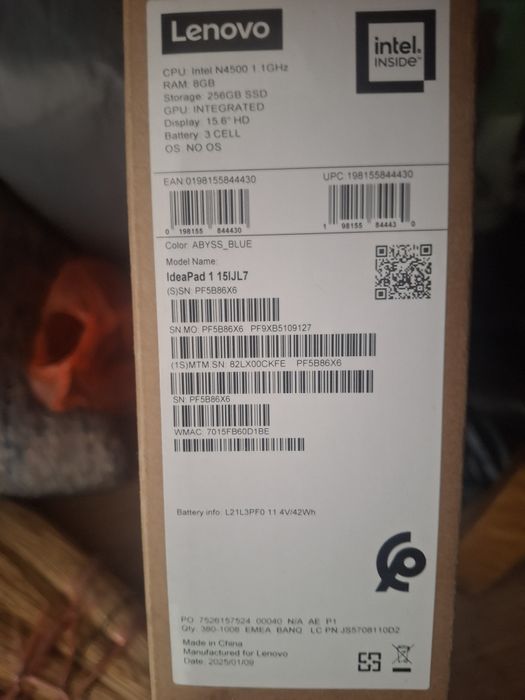 Lenovo
intel.
INSIDE™
CPU: Intel N4500 1.1GHz
RAM: 8GB
Storage: 256GB SSD
GPU: INTEGRATED
Display: 15.6" HD
Battery: 3 CELL
OS: NO OS
EAN:0198155844430
UPC:198155844430
0 198155 844430
1 98155 84443 0
Color: ABYSS_BLUE
Model Name:
IdeaPad 1 15IJL7
(S)SN: PF5B86X6
SN MO: PF5B86X6 PF9XB5109127
(1S)MTM SN: 82LX00CKFE PF5B86X6
SN: PF5B86X6
WMAC: 7015FB60D1BE
Battery info: L21L3PF0 11.4V/42Wh
PO: 7526157524 00040 N/A AE P1
Qty: 380-1008 EMEA BANQ LC PN:JS5708110D2
Made in China
Manufactured for Lenovo
Date: 2025/01/09